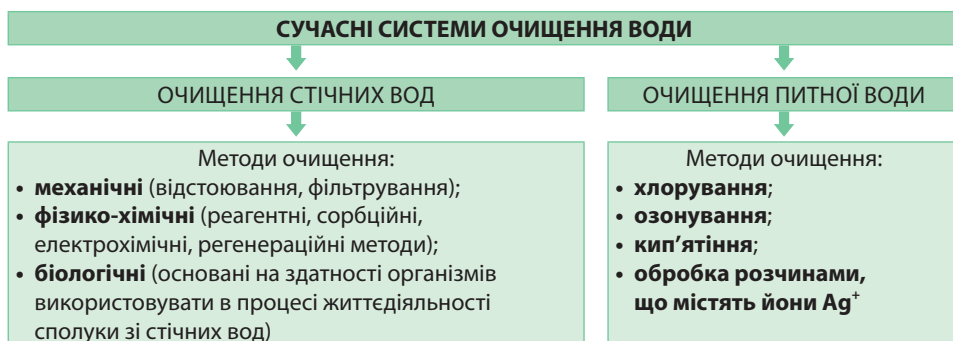 СУЧАСНІ СИСТЕМИ ОЧИЩЕННЯ ВОДИ
ОЧИЩЕННЯ СТІЧНИХ ВОД
Методи очищення:
• механічні (відстоювання, фільтрування);
• фізико-хімічні (реагентні, сорбційні,
електрохімічні, регенераційні методи);
• біологічні (основані на здатності організмів
використовувати в процесі життєдіяльності
сполуки зі стічних вод)
ОЧИЩЕННЯ ПИТНОЇ ВОДИ
Методи очищення:
• хлорування;
• озонування;
• кип’ятіння;
• обробка розчинами,
що містять йони Ag⁺